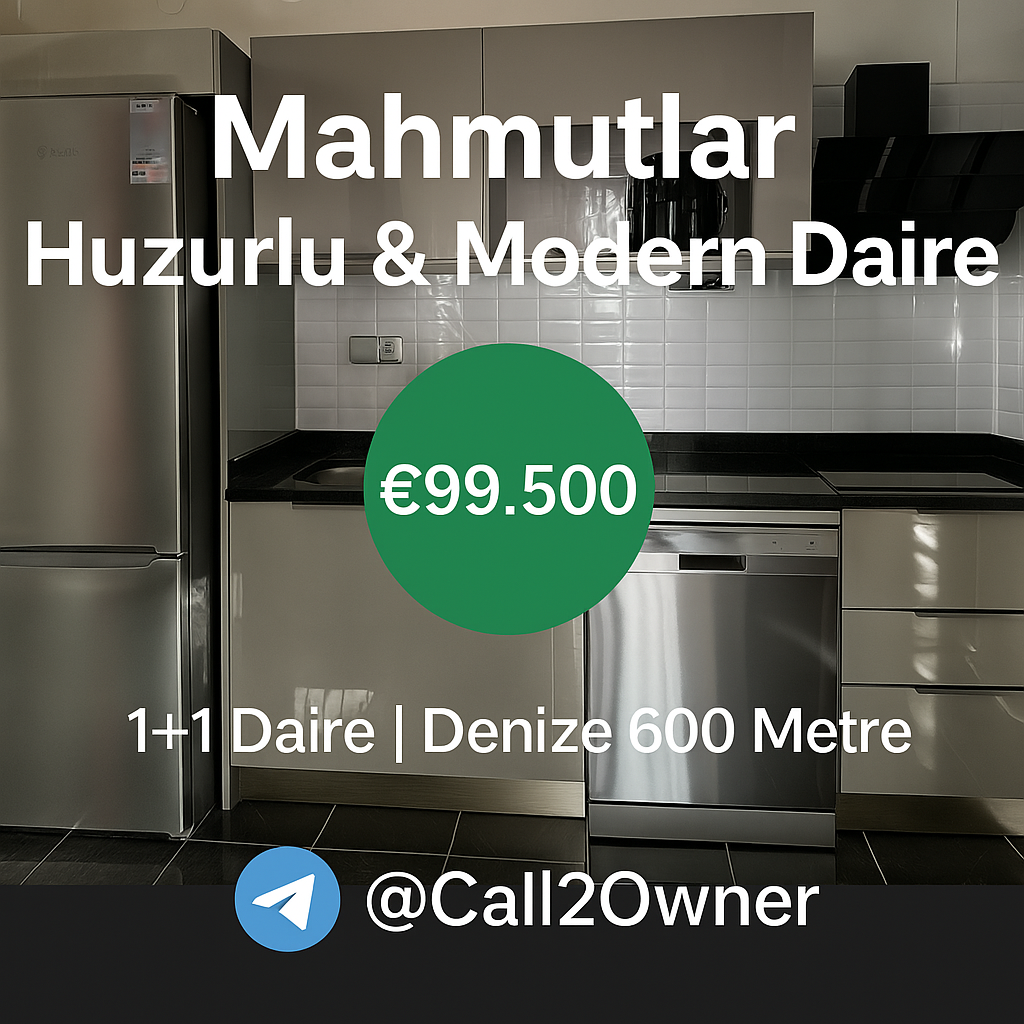 Mahmutlar
Huzurlu & Modern Daire
€99.500
1+1 Daire | Denize 600 Metre
@Call2Owner